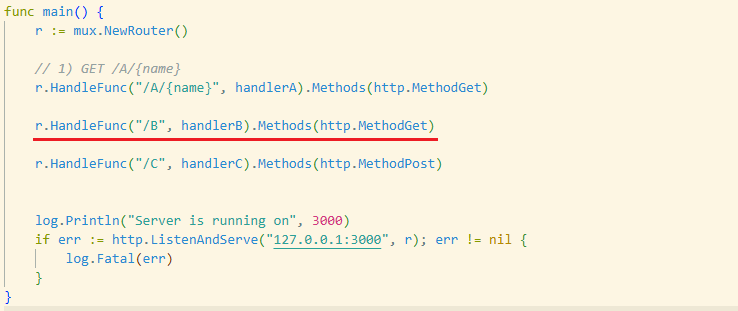 func main() {
    r := mux.NewRouter()
    // 1) GET /A/{name}
    r.HandleFunc("/A/{name}", handlerA).Methods(http.MethodGet)
    r.HandleFunc("/B", handlerB).Methods(http.MethodGet)
    r.HandleFunc("/C", handlerC).Methods(http.MethodPost)
    log.Println("Server is running on", 3000)
    if err := http.ListenAndServe("127.0.0.1:3000", r); err != nil {
        log.Fatal(err)
    }
}